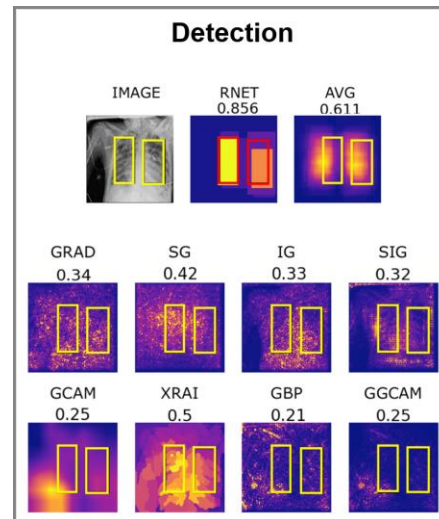 Detection
IMAGE RNET AVG
0.856 0.611
GRAD SG IG SIG
0.34 0.42 0.33 0.32
GCAM XRAI GBP GGCAM
0.25 0.5 0.21 0.25